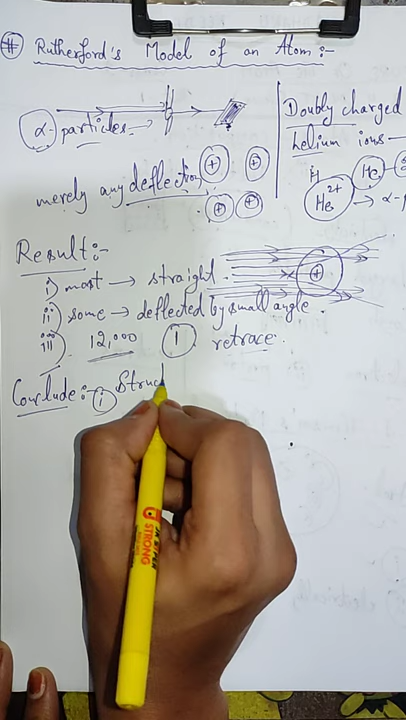 # Rutherford's Model of an Atom :-
α-particles
merely any deflection
+ +
+ +
Doubly charged
helium ions
He
He2+ → α-p
Result :-
i) most → straight
+
ii) some → deflected by small angle.
iii) 12,000 1 retrace.
Conclude :- i Struc
STRONG